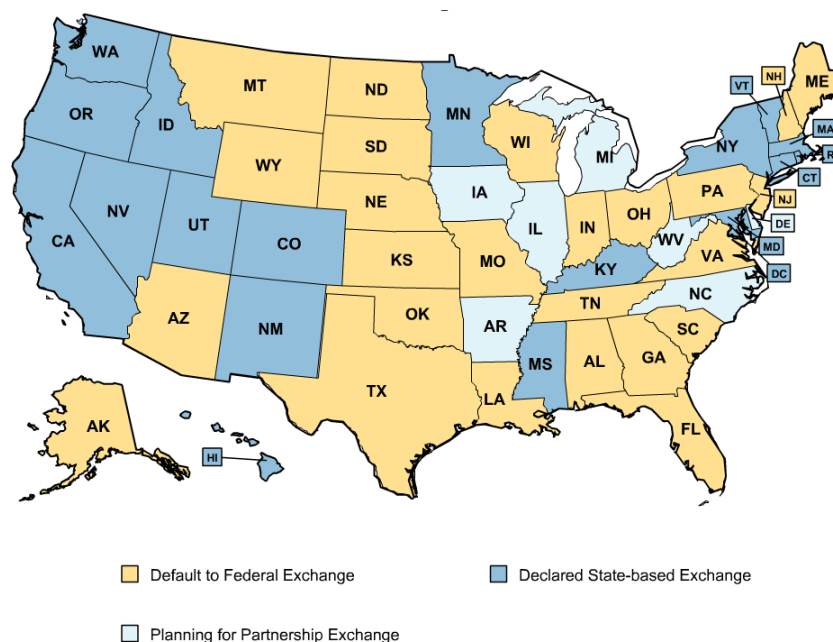 WA
MT
ND
MN
ME
VT
NH
OR
ID
SD
WI
MI
NY
MA
WY
CT
IA
PA
NJ
NV
NE
IL
IN
OH
DE
UT
CO
WV
MD
CA
KS
MO
KY
VA
DC
AZ
NM
OK
AR
TN
NC
SC
MS
AL
GA
TX
LA
AK
FL
HI
Default to Federal Exchange
Declared State-based Exchange
Planning for Partnership Exchange